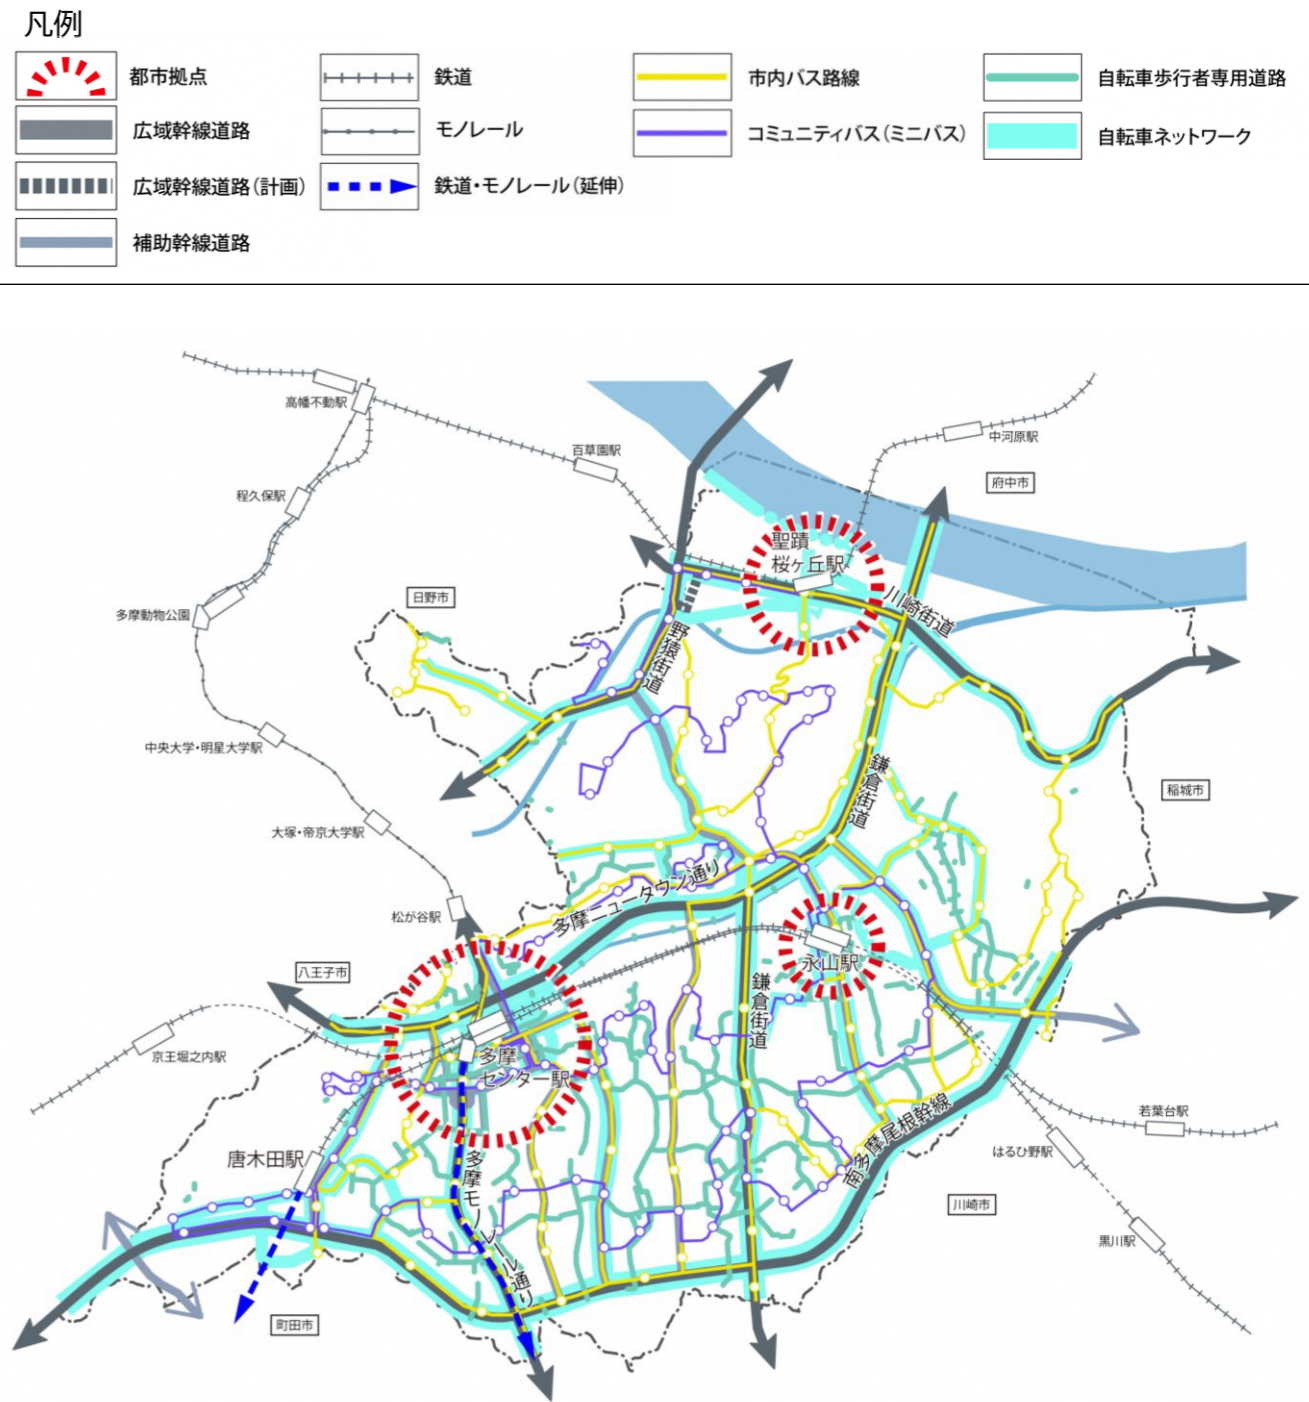 凡例
都市拠点
鉄道
市内バス路線
自転車歩行者専用道路
広域幹線道路
モノレール
コミュニティバス(ミニバス)
自転車ネットワーク
広域幹線道路(計画)
鉄道・モノレール(延伸)
補助幹線道路
高幡不動駅
百草園駅
中河原駅
府中市
程久保駅
聖蹟
桜ヶ丘駅
日野市
川崎街道
多摩動物公園
野猿街道
中央大学・明星大学駅
鎌倉街道
稲城市
大塚・帝京大学駅
多摩ニュータウン通り
松が谷駅
永山駅
八王子市
鎌倉街道
京王堀之内駅
多摩
センター駅
若葉台駅
南多摩尾根幹線
はるひ野駅
唐木田駅
多摩モノレール通り
川崎市
黒川駅
町田市